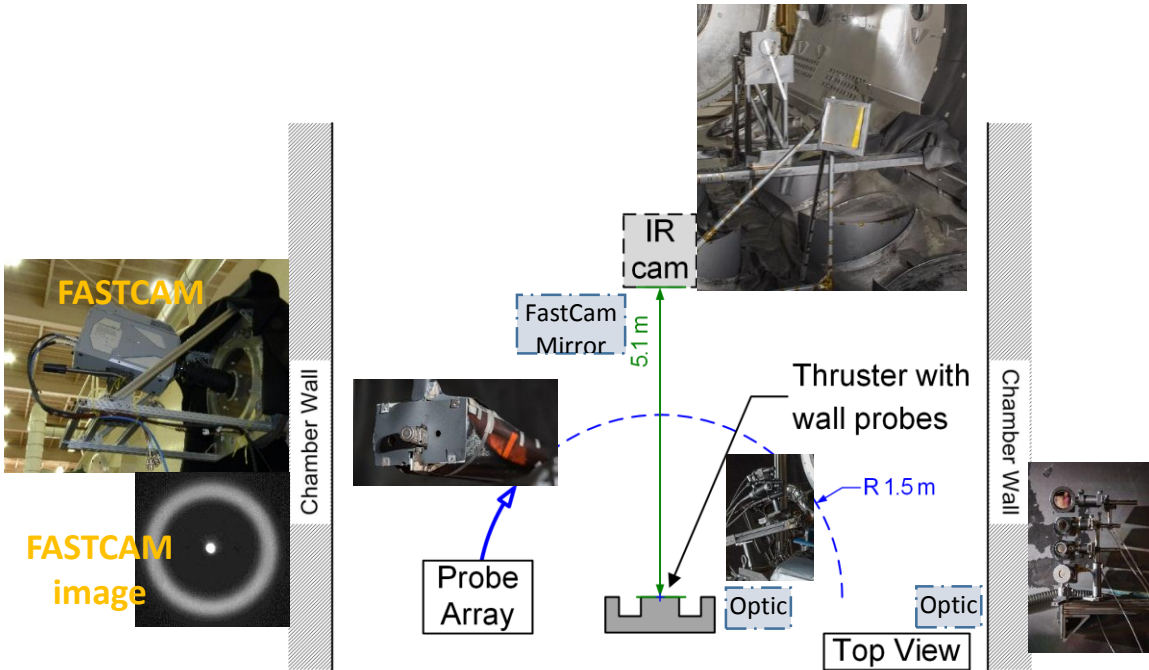 IR
cam
FASTCAM
FastCam
Mirror
5.1 m
Thruster with
wall probes
Chamber Wall
Chamber Wall
R 1.5 m
FASTCAM
image
Probe
Array
Optic
Optic
Top View